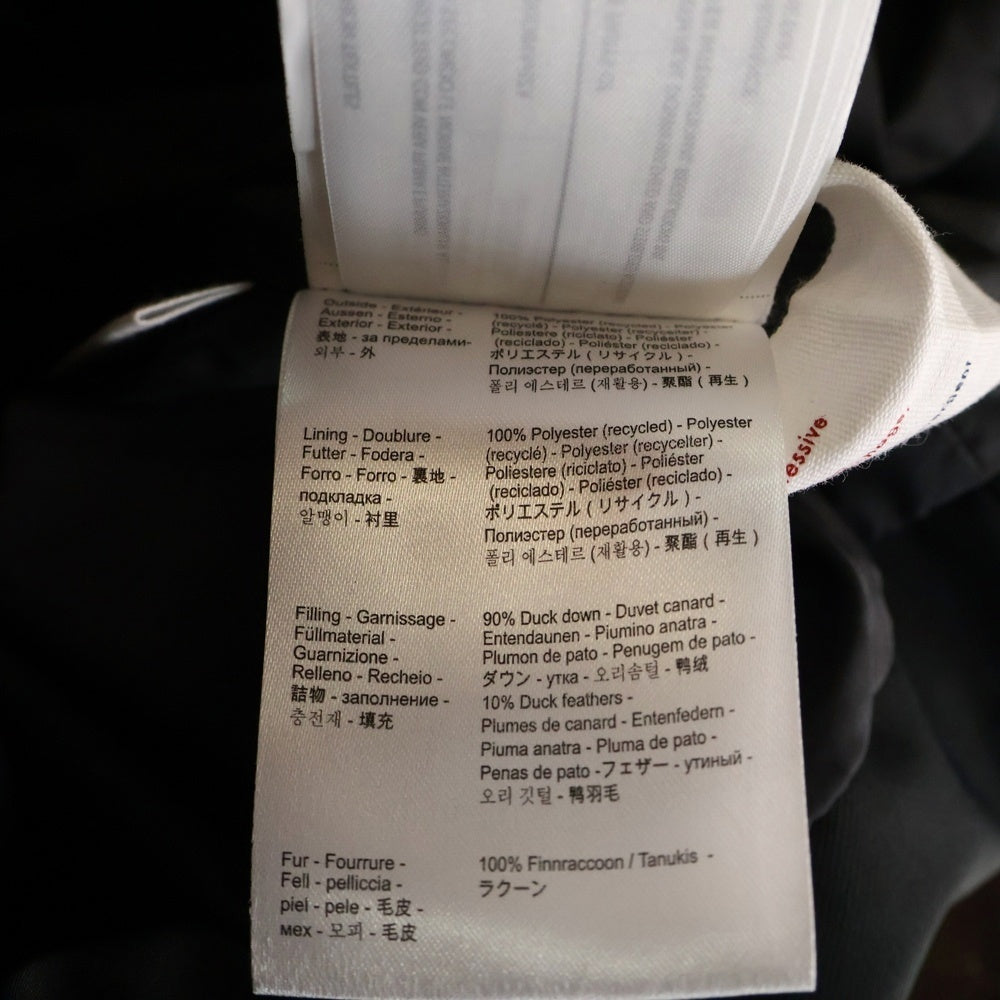 Outside - Extérieur -
Aussen - Esterno -
Exterior - Exterior -
表地 - за пределами-
외부 - 外
100% Polyester (recycled) - Polyester
(recyclé) - Polyester (recycelter) -
Poliestere (riciclato) - Poliéster
(reciclado) - Poliéster (reciclado) -
ポリエステル ( リサイクル ) -
Полиэстер (переработанный) -
폴리 에스테르 (재활용) - 聚酯 ( 再生 )
Lining - Doublure -
Futter - Fodera -
Forro - Forro - 裏地 -
подкладка -
알맹이 - 衬里
100% Polyester (recycled) - Polyester
(recyclé) - Polyester (recycelter) -
Poliestere (riciclato) - Poliéster
(reciclado) - Poliéster (reciclado) -
ポリエステル ( リサイクル ) -
Полиэстер (переработанный) -
폴리 에스테르 (재활용) - 聚酯 ( 再生 )
Filling - Garnissage -
Füllmaterial -
Guarnizione -
Relleno - Recheio -
詰物 - заполнение -
충전재 - 填充
90% Duck down - Duvet canard -
Entendaunen - Piumino anatra -
Plumon de pato - Penugem de pato -
ダウン - утка - 오리솜털 - 鸭绒
10% Duck feathers -
Plumes de canard - Entenfedern -
Piuma anatra - Pluma de pato -
Penas de pato -フェザー - утиный -
오리 깃털 - 鸭羽毛
Fur - Fourrure -
Fell - pelliccia -
piel - pele - 毛皮 -
мех - 모피 - 毛皮
100% Finnraccoon / Tanukis -
ラクーン
essive